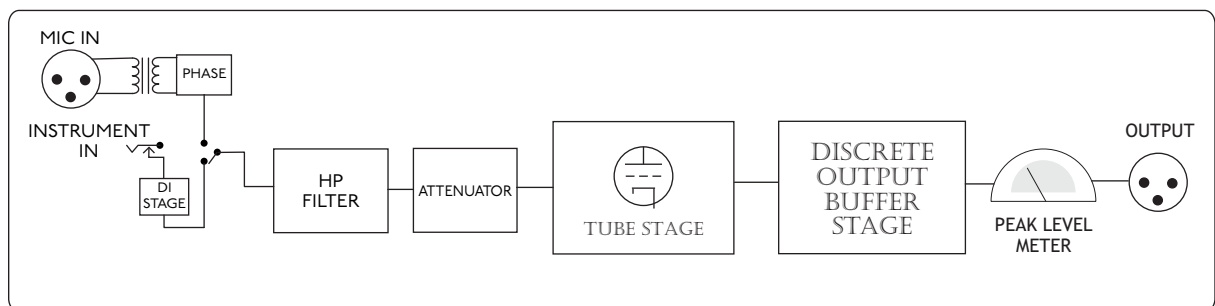 MIC IN
PHASE
INSTRUMENT
IN
DI
STAGE
HP
FILTER
ATTENUATOR
TUBE STAGE
DISCRETE
OUTPUT
BUFFER
STAGE
PEAK LEVEL
METER
OUTPUT